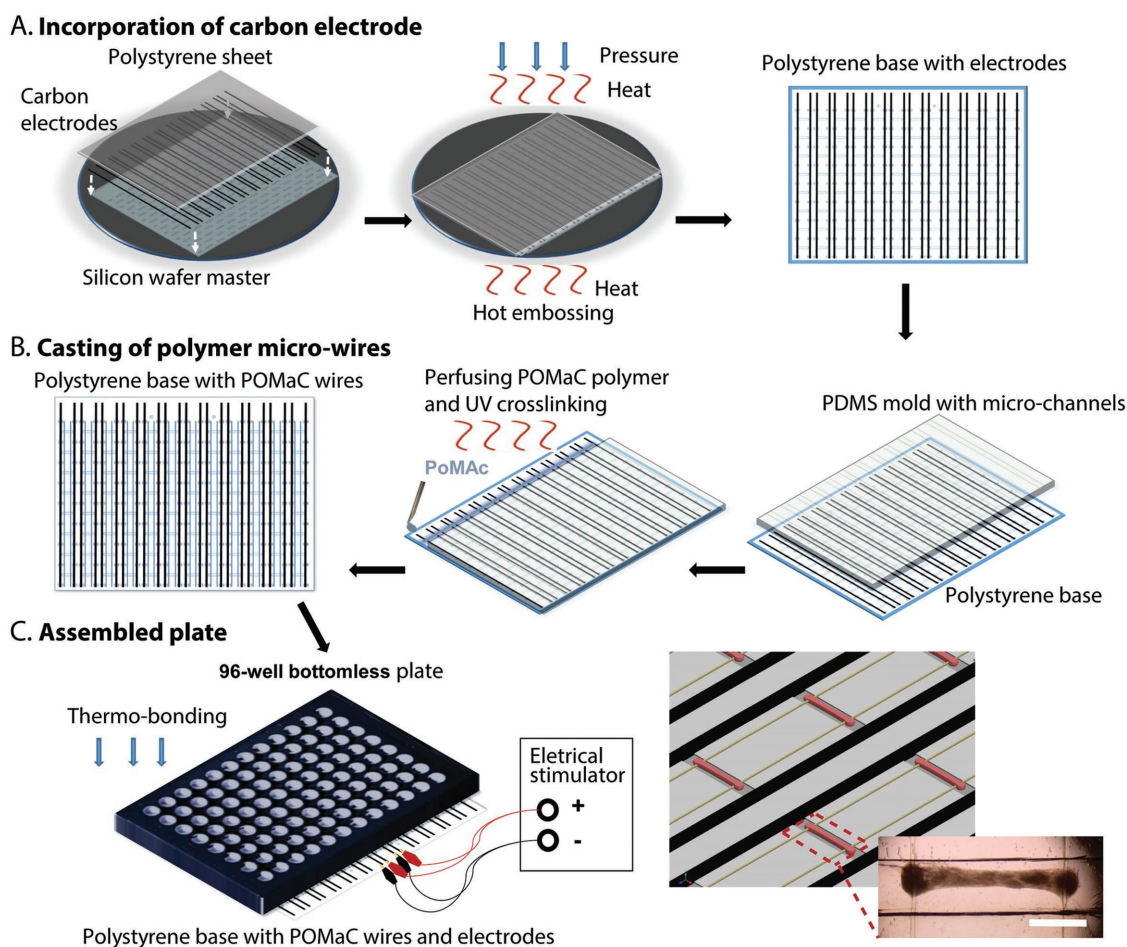 A. Incorporation of carbon electrode
Polystyrene sheet
Carbon
electrodes
Silicon wafer master
Pressure
Heat
Heat
Hot embossing
Polystyrene base with electrodes
B. Casting of polymer micro-wires
Polystyrene base with POMaC wires
Perfusing POMaC polymer
and UV crosslinking
PoMAc
PDMS mold with micro-channels
Polystyrene base
C. Assembled plate
96-well bottomless plate
Thermo-bonding
Eletrical
stimulator
+
-
Polystyrene base with POMaC wires and electrodes